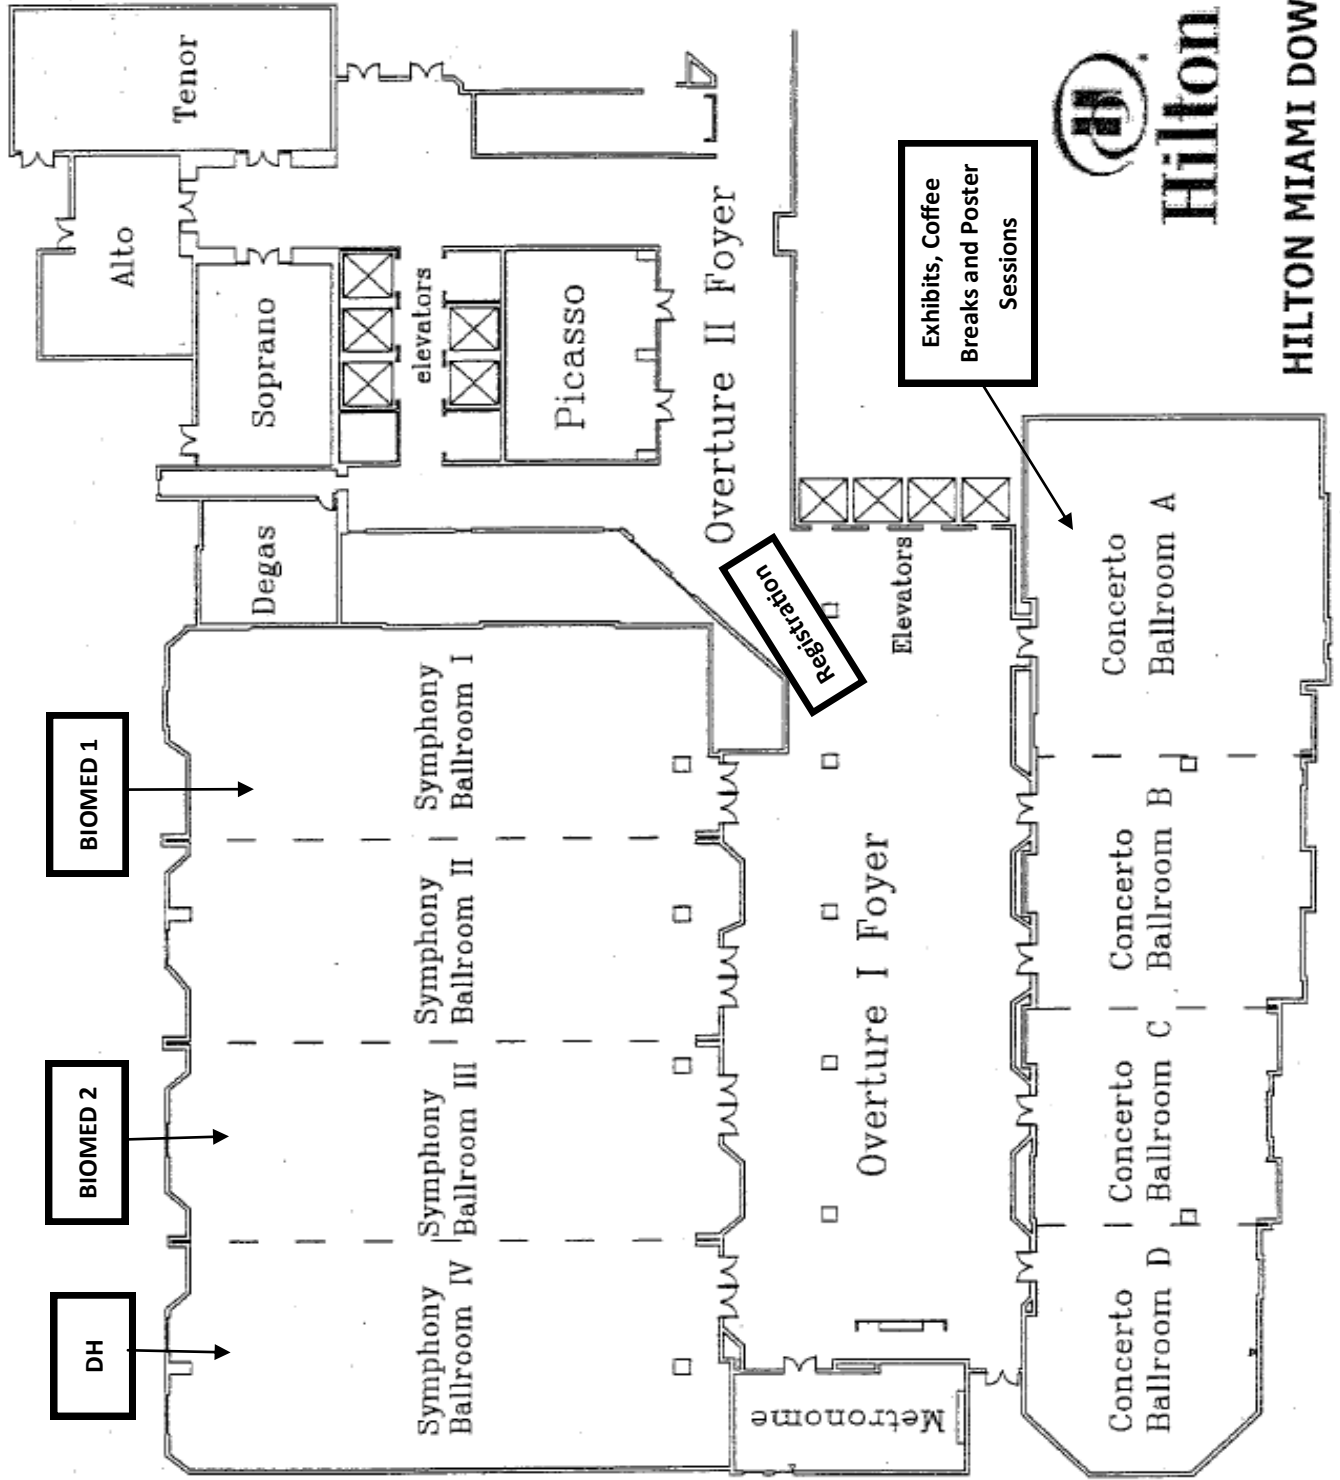 Tenor
Alto
Soprano
elevators
Picasso
Overture II Foyer
Degas
Registration
Elevators
BIOMED 1
Symphony
Ballroom I
Symphony
Ballroom II
BIOMED 2
Symphony
Ballroom III
DH
Symphony
Ballroom IV
Overture I Foyer
Metronome
Exhibits, Coffee
Breaks and Poster
Sessions
Concerto
Ballroom A
Concerto
Ballroom B
Concerto
Ballroom C
Concerto
Ballroom D
H
Hilton
HILTON MIAMI DOW